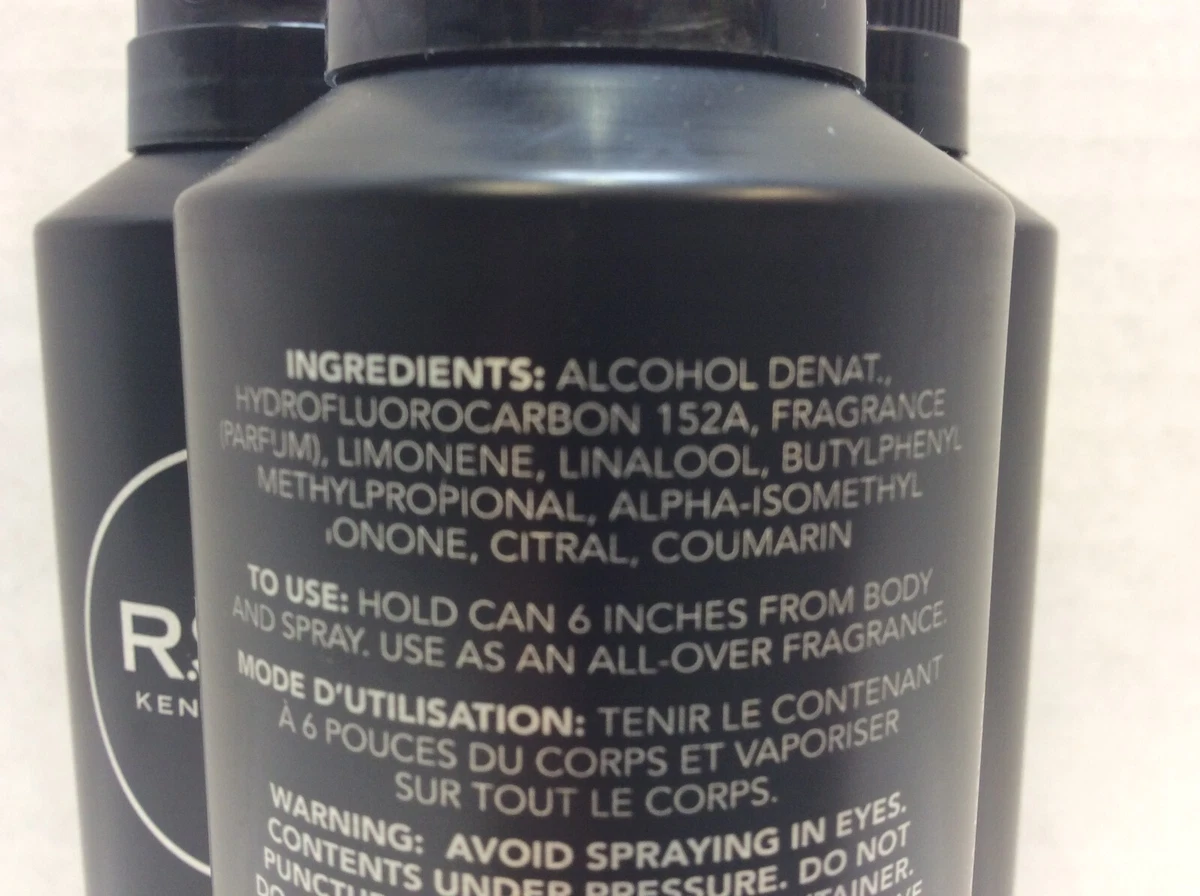 INGREDIENTS: ALCOHOL DENAT.,
HYDROFLUOROCARBON 152A, FRAGRANCE
(PARFUM), LIMONENE, LINALOOL, BUTYLPHENYL
METHYLPROPIONAL, ALPHA-ISOMETHYL
IONONE, CITRAL, COUMARIN
TO USE: HOLD CAN 6 INCHES FROM BODY
AND SPRAY. USE AS AN ALL-OVER FRAGRANCE.
MODE D'UTILISATION: TENIR LE CONTENANT
À 6 POUCES DU CORPS ET VAPORISER
SUR TOUT LE CORPS.
WARNING: AVOID SPRAYING IN EYES.
CONTENTS UNDER PRESSURE. DO NOT
R.S
KEN